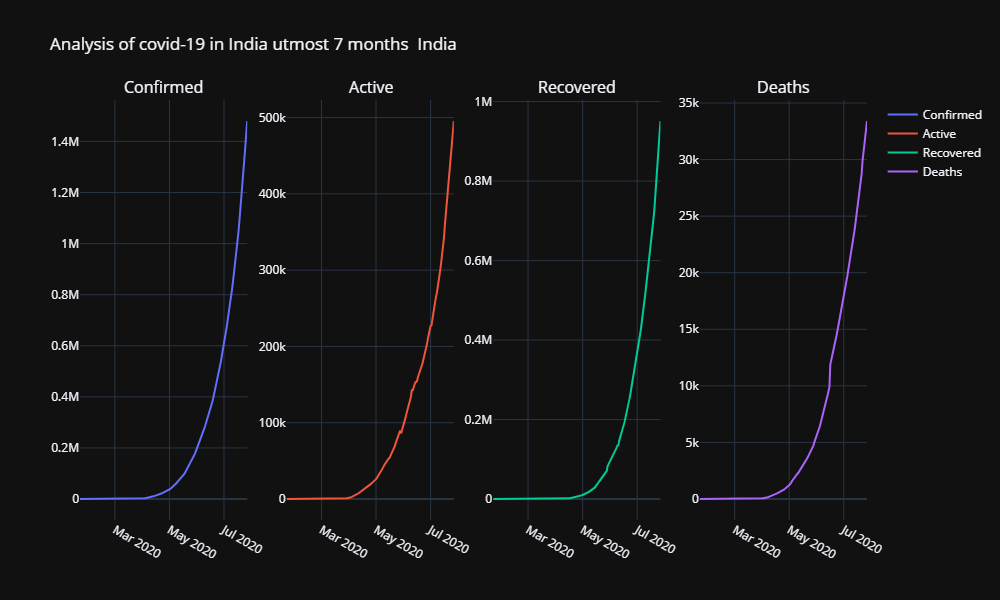 Analysis of covid-19 in India utmost 7 months  India
Confirmed
Active
Recovered
Deaths
1.4M
1.2M
1M
0.8M
0.6M
0.4M
0.2M
0
Mar 2020
May 2020
Jul 2020
500k
400k
300k
200k
100k
0
Mar 2020
May 2020
Jul 2020
1M
0.8M
0.6M
0.4M
0.2M
0
Mar 2020
May 2020
Jul 2020
35k
30k
25k
20k
15k
10k
5k
0
Mar 2020
May 2020
Jul 2020
Confirmed
Active
Recovered
Deaths